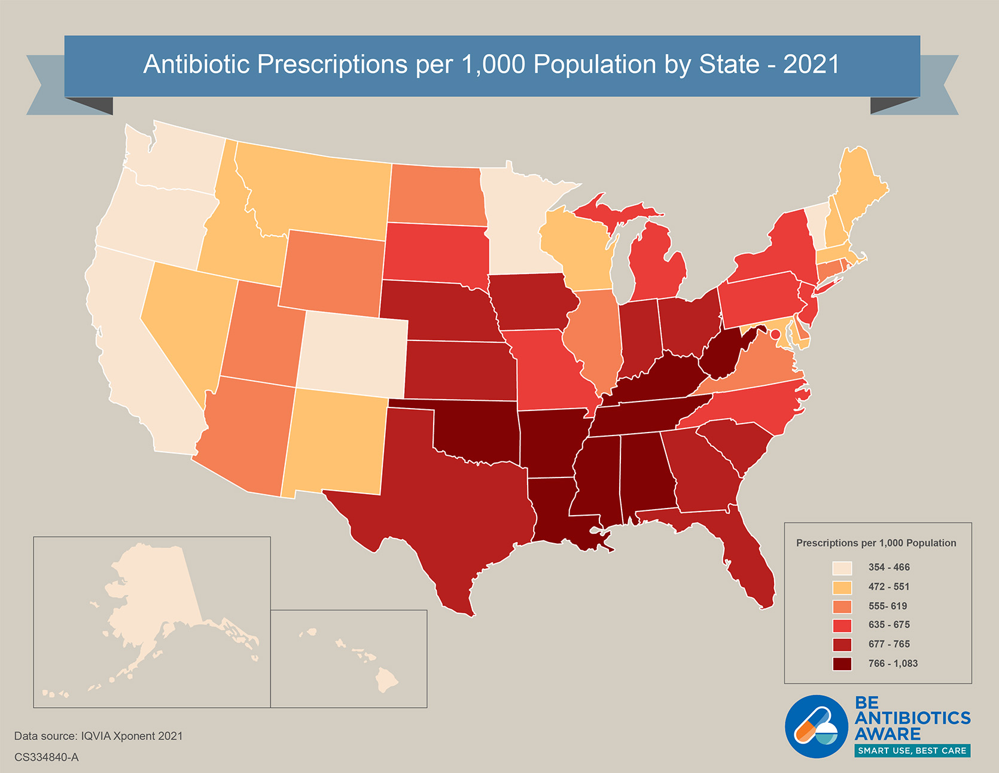 Antibiotic Prescriptions per 1,000 Population by State - 2021
Prescriptions per 1,000 Population
354 - 466
472 - 551
555- 619
635 - 675
677 - 765
766 - 1,083
Data source: IQVIA Xponent 2021
CS334840-A
BE
ANTIBIOTICS
AWARE
SMART USE, BEST CARE